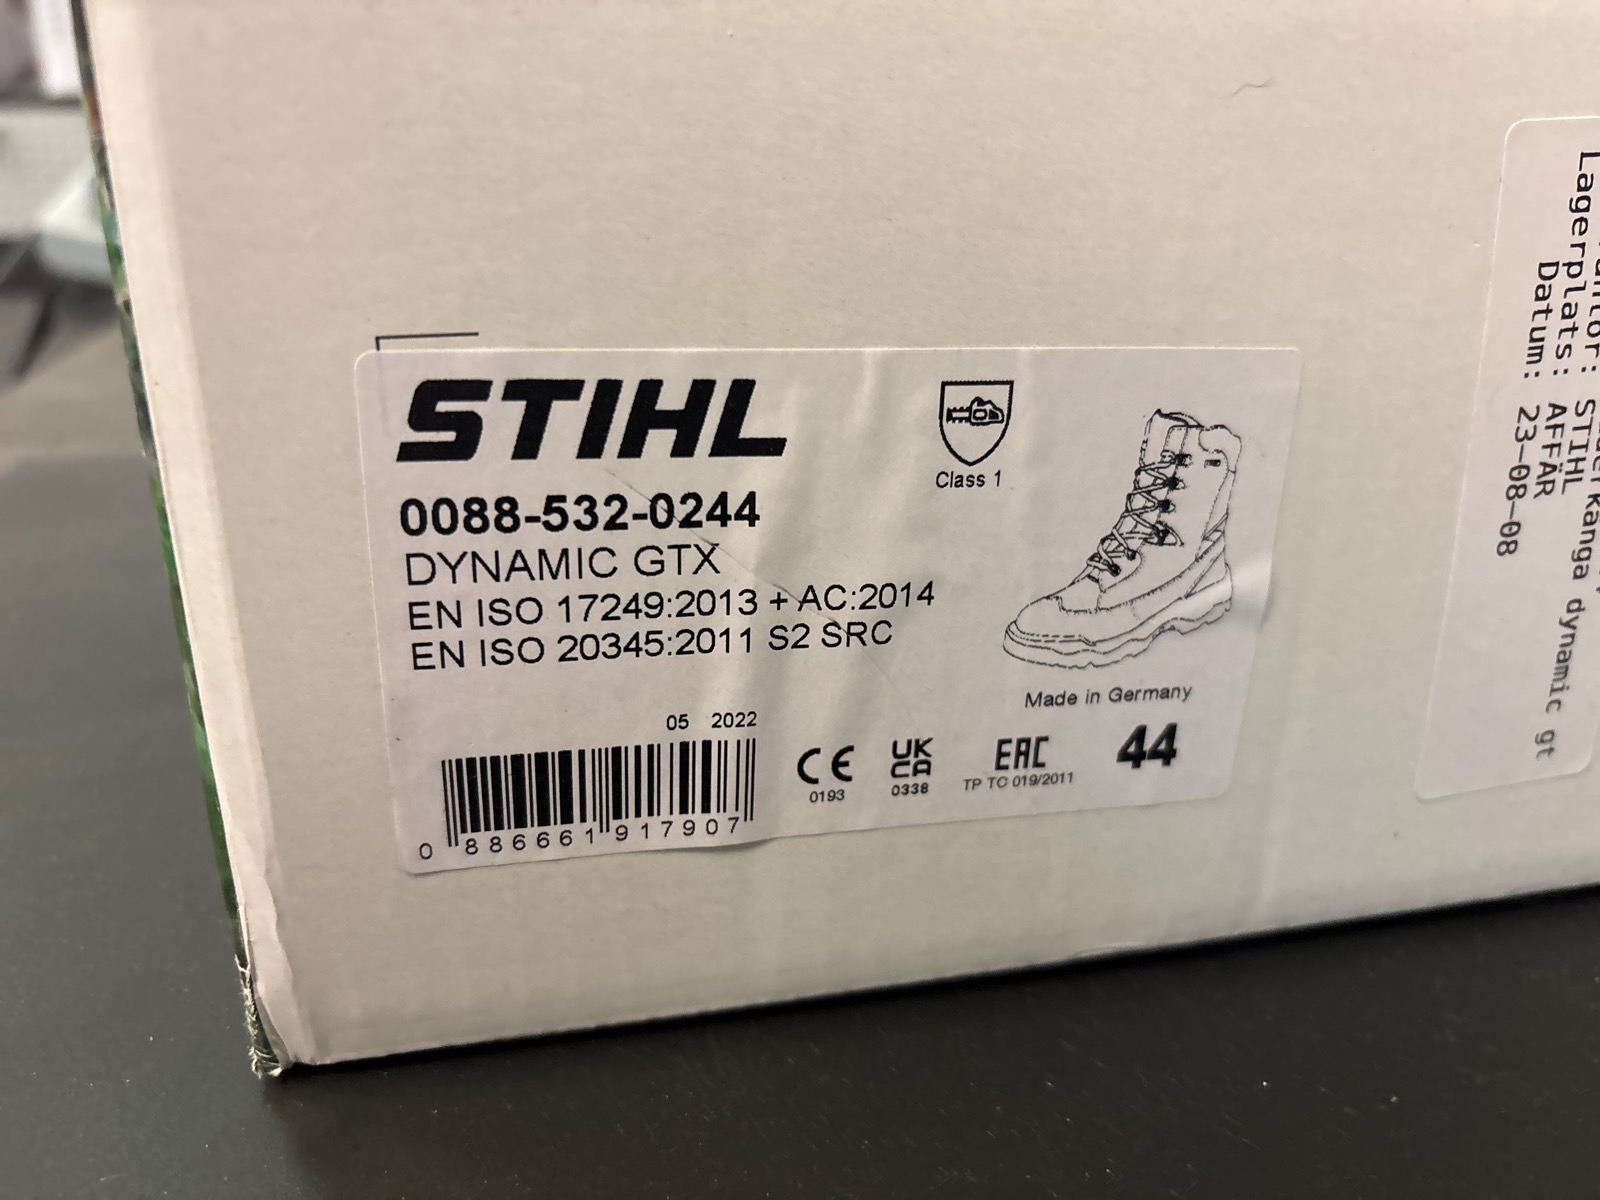 STIHL
0088-532-0244
DYNAMIC GTX
EN ISO 17249:2013 + AC:2014
EN ISO 20345:2011 S2 SRC
Class 1
Made in Germany
05 2022
0 886661 917907
CE
0193
UK
CA
0338
EAC
TP TC 019/2011
44
STIHL
Lagerplats: AFFÄR
Datum: 23-08-08
dynamic gt